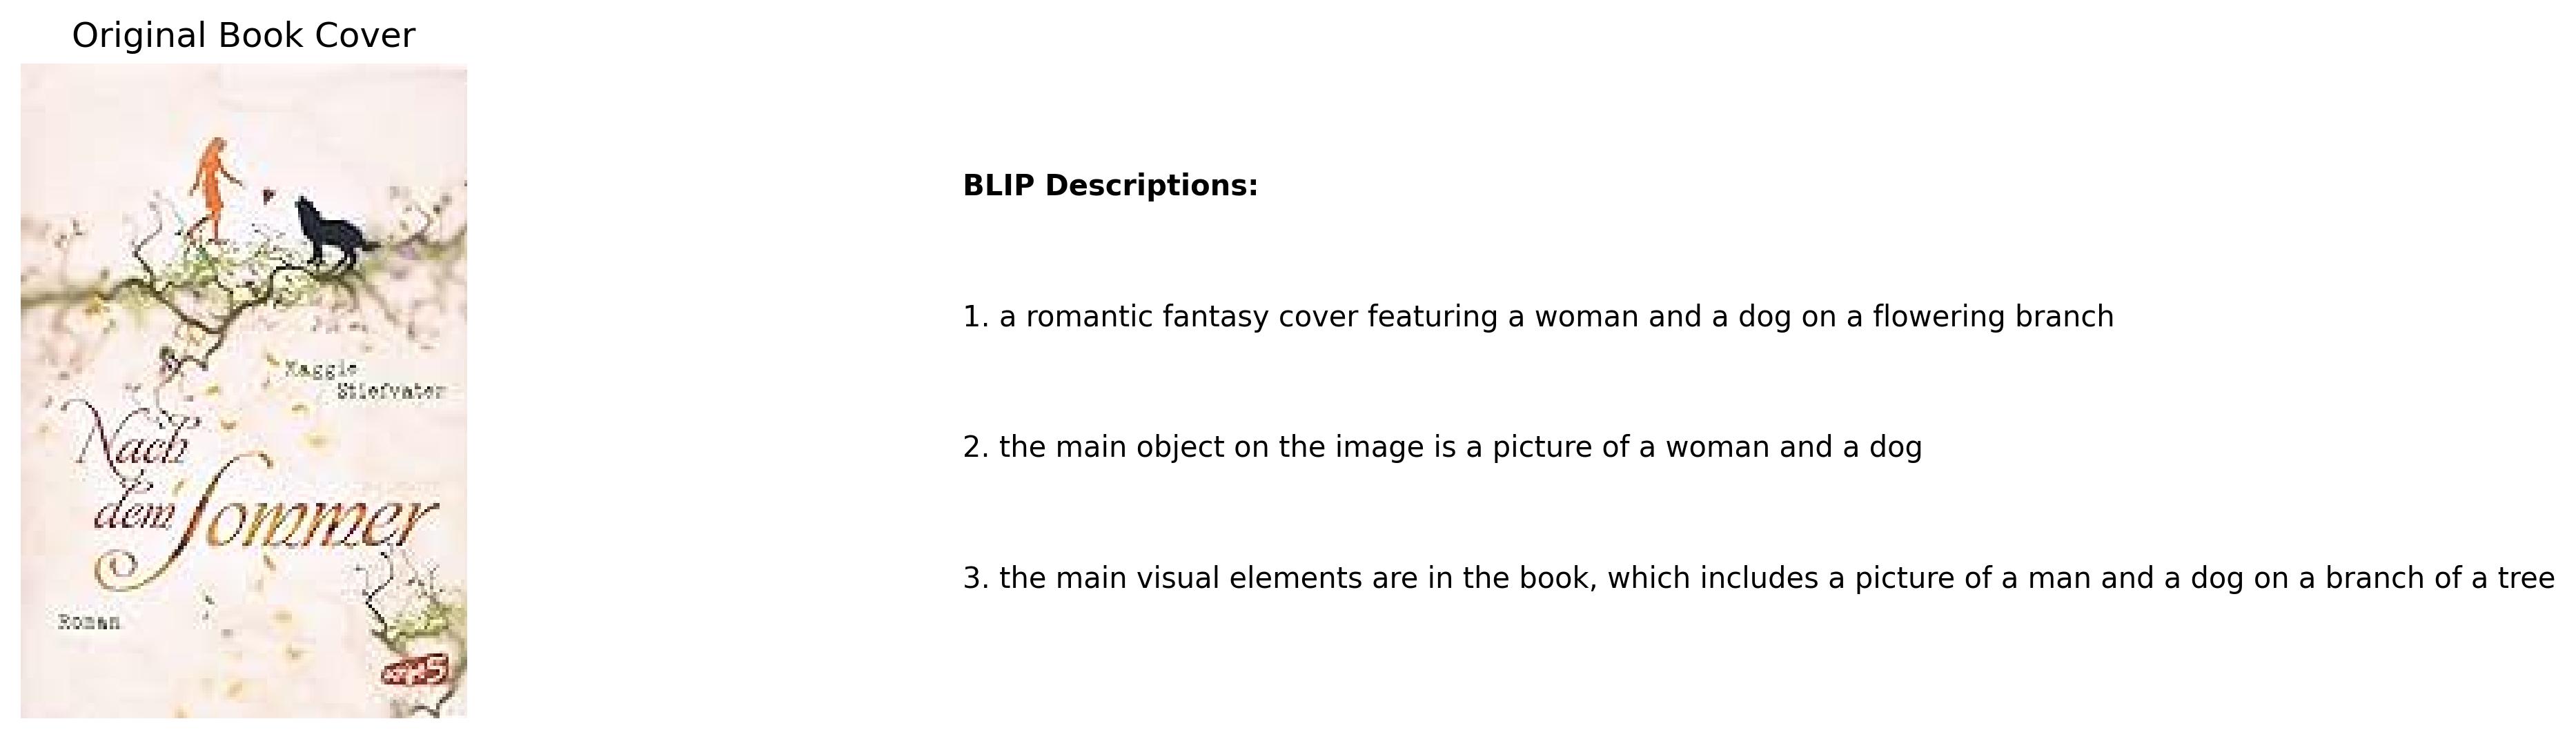 Original Book Cover
Maggie
Stiefvater
Nach
dem Sommer
Roman
script5
BLIP Descriptions:
1. a romantic fantasy cover featuring a woman and a dog on a flowering branch
2. the main object on the image is a picture of a woman and a dog
3. the main visual elements are in the book, which includes a picture of a man and a dog on a branch of a tree